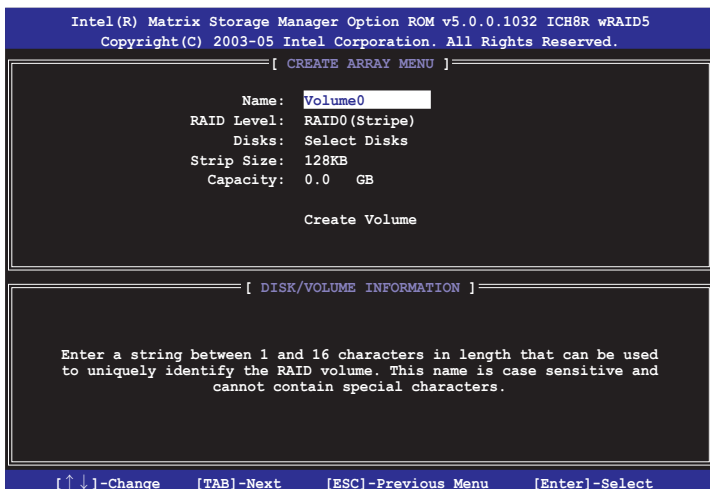 Intel(R) Matrix Storage Manager Option ROM v5.0.0.1032 ICH8R wRAID5
Copyright(C) 2003-05 Intel Corporation. All Rights Reserved.
[ CREATE ARRAY MENU ]
Name: Volume0
RAID Level: RAID0(Stripe)
Disks: Select Disks
Strip Size: 128KB
Capacity: 0.0 GB
Create Volume
[ DISK/VOLUME INFORMATION ]
Enter a string between 1 and 16 characters in length that can be used
to uniquely identify the RAID volume. This name is case sensitive and
cannot contain special characters.
[↑↓]-Change [TAB]-Next [ESC]-Previous Menu [Enter]-Select